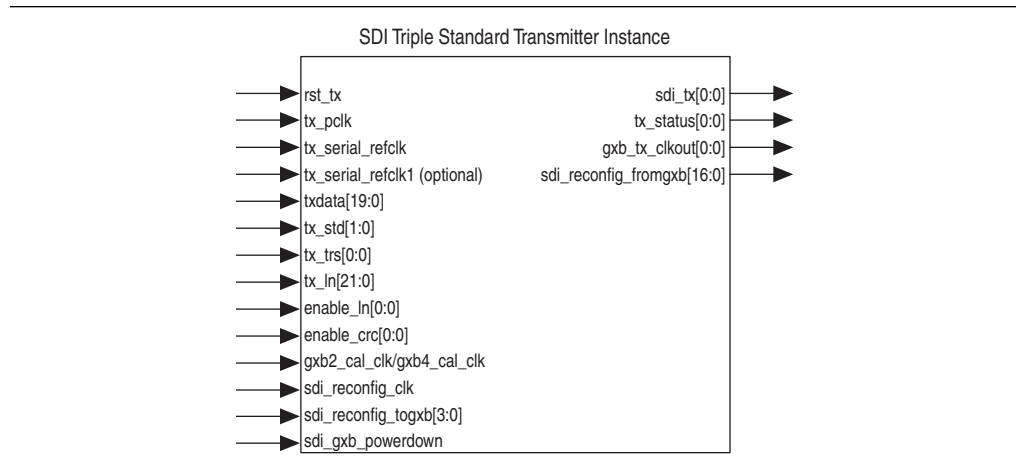 SDI Triple Standard Transmitter Instance
rst_tx
tx_pclk
tx_serial_refclk
tx_serial_refclk1 (optional)
txdata[19:0]
tx_std[1:0]
tx_trs[0:0]
tx_ln[21:0]
enable_ln[0:0]
enable_crc[0:0]
gxb2_cal_clk/gxb4_cal_clk
sdi_reconfig_clk
sdi_reconfig_togxb[3:0]
sdi_gxb_powerdown
sdi_tx[0:0]
tx_status[0:0]
gxb_tx_clkout[0:0]
sdi_reconfig_fromgxb[16:0]